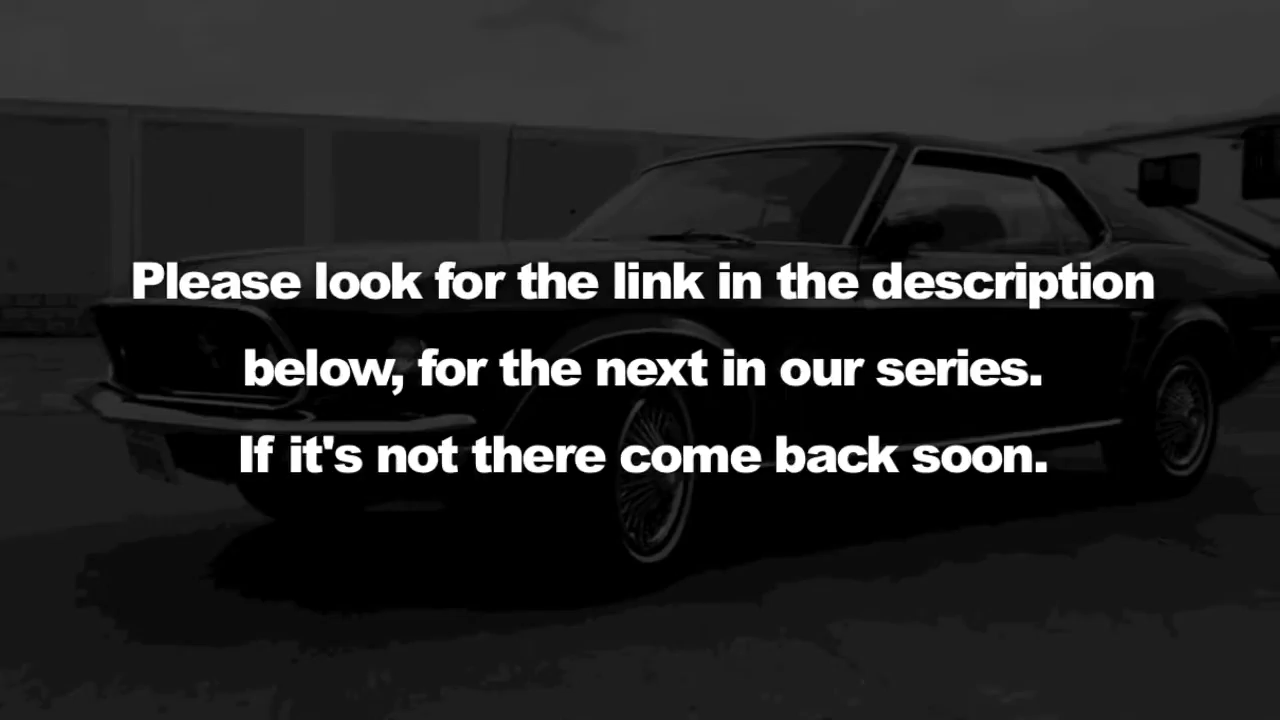 Please look for the link in the description
below, for the next in our series.
If it's not there come back soon.